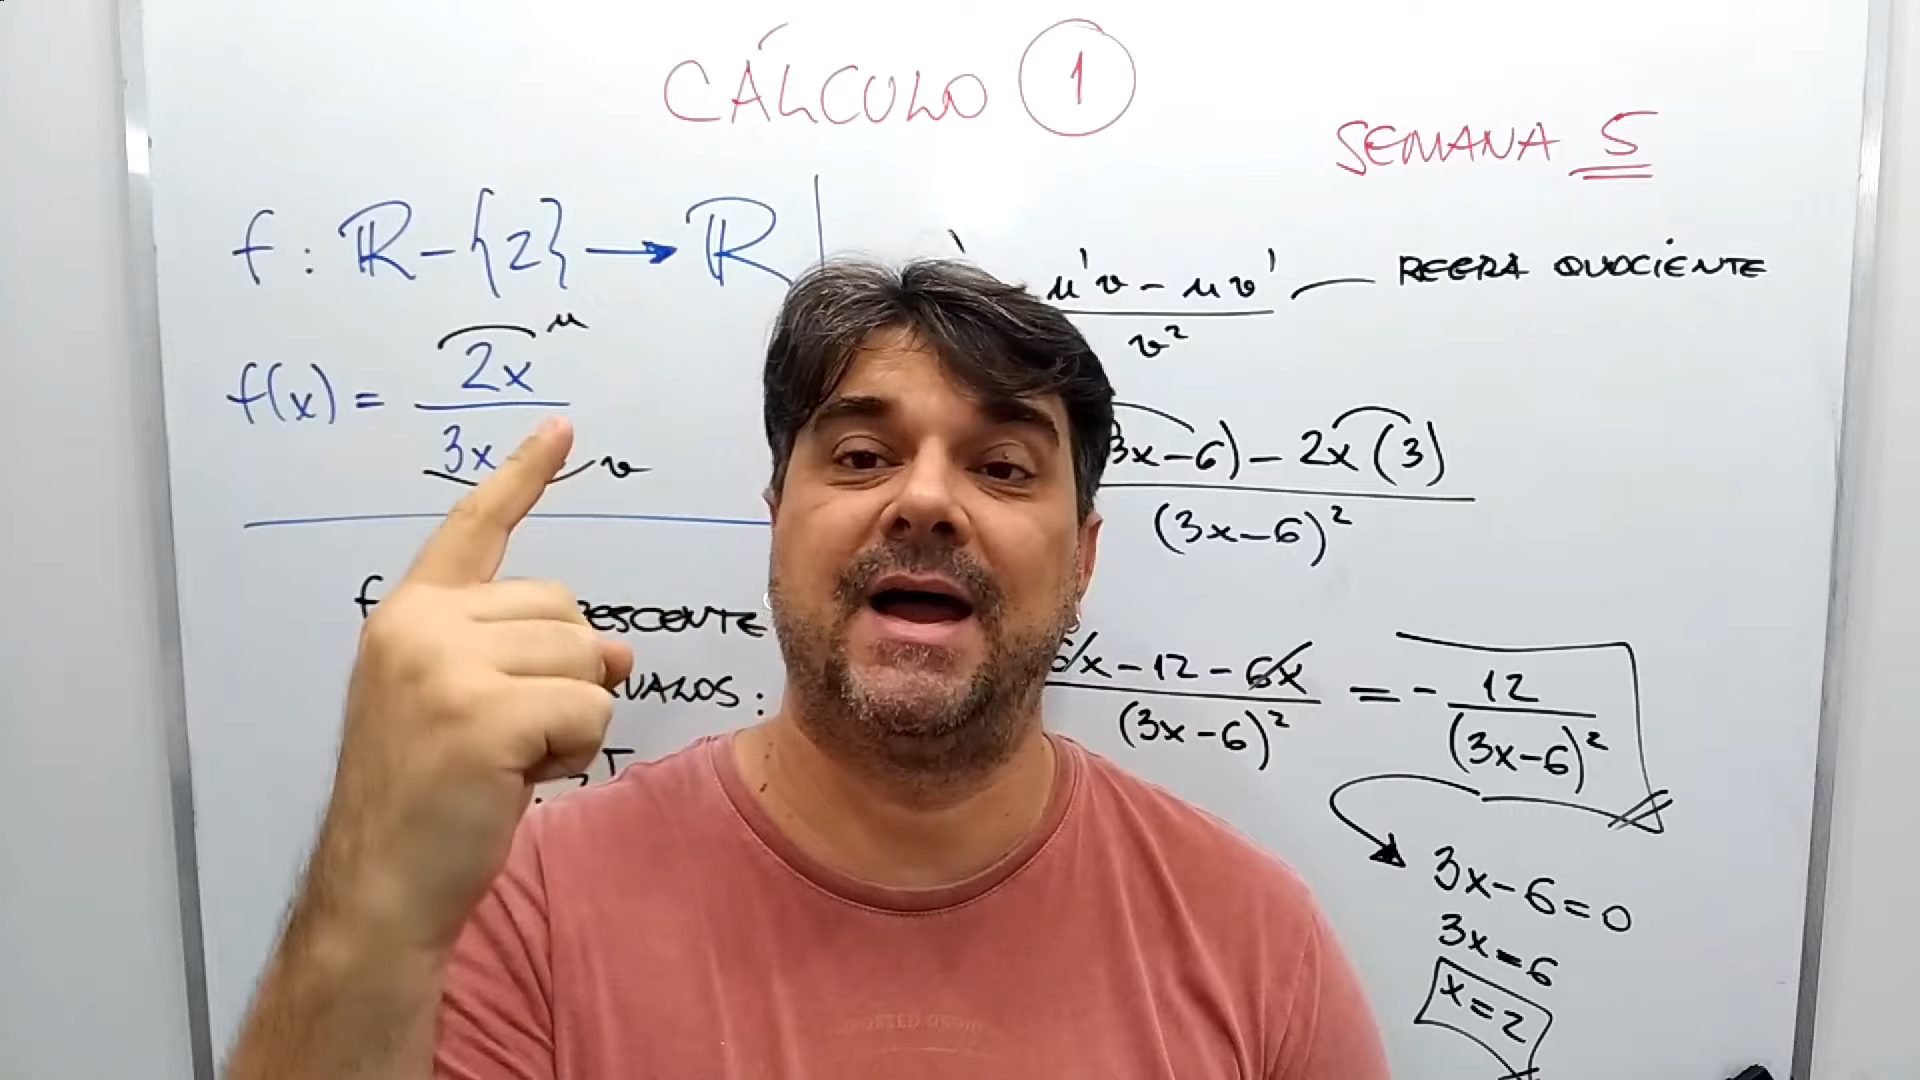 CÁLCULO 1
SEMANA 5
f : ℝ - {2} → ℝ |
u'v - uv' REGRA QUOCIENTE
v²
2x u
f(x) =
3x v
3x-6) - 2x (3)
(3x-6)²
f
ESCENTE
VALOS :
6x - 12 - 6x = - 12
(3x-6)² (3x-6)²
3x-6=0
3x=6
x=2